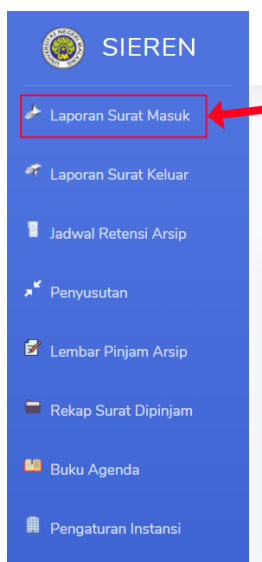 SIEREN
Laporan Surat Masuk
Laporan Surat Keluar
Jadwal Retensi Arsip
Penyusutan
Lembar Pinjam Arsip
Rekap Surat Dipinjam
Buku Agenda
Pengaturan Instansi